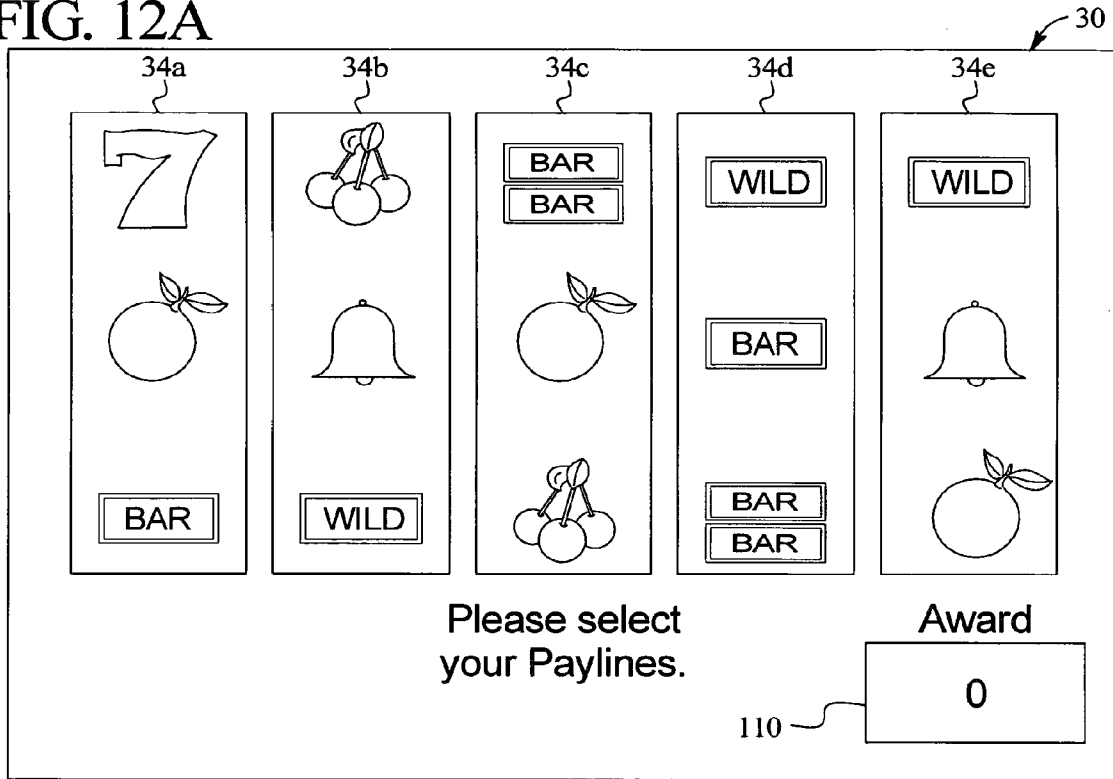 FIG. 12A
30
34a 34b 34c 34d 34e
7 BAR WILD WILD
BAR
BAR
BAR WILD BAR
BAR
Please select Award
your Paylines.
0
110